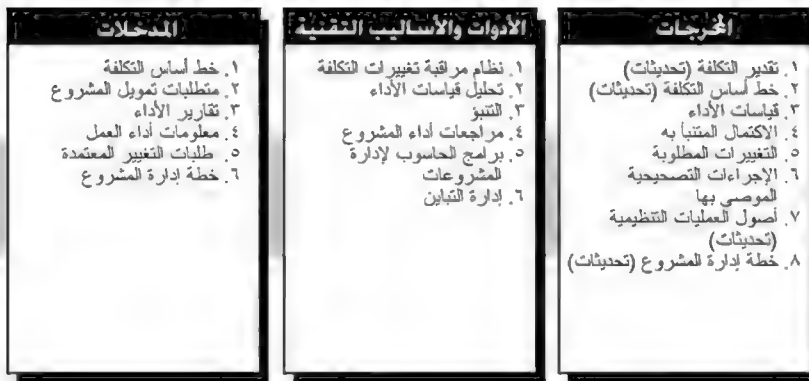 المدخلات
١. خط أساس التكلفة
٢. متطلبات تمويل المشروع
٣. تقارير الأداء
٤. معلومات أداء العمل
٥. طلبات التغيير المعتمدة
٦. خطة إدارة المشروع
الأدوات والأساليب التقنية
١. نظام مراقبة تغييرات التكلفة
٢. تحليل قياسات الأداء
٣. التنبؤ
٤. مراجعات أداء المشروع
٥. برامج الحاسوب لإدارة
المشروعات
٦. إدارة التباين
المخرجات
١. تقدير التكلفة (تحديثات)
٢. خط أساس التكلفة (تحديثات)
٣. قياسات الأداء
٤. الاكتمال المتنبأ به
٥. التغييرات المطلوبة
٦. الإجراءات التصحيحية
الموصى بها
٧. أصول العمليات التنظيمية
(تحديثات)
٨. خطة إدارة المشروع (تحديثات)